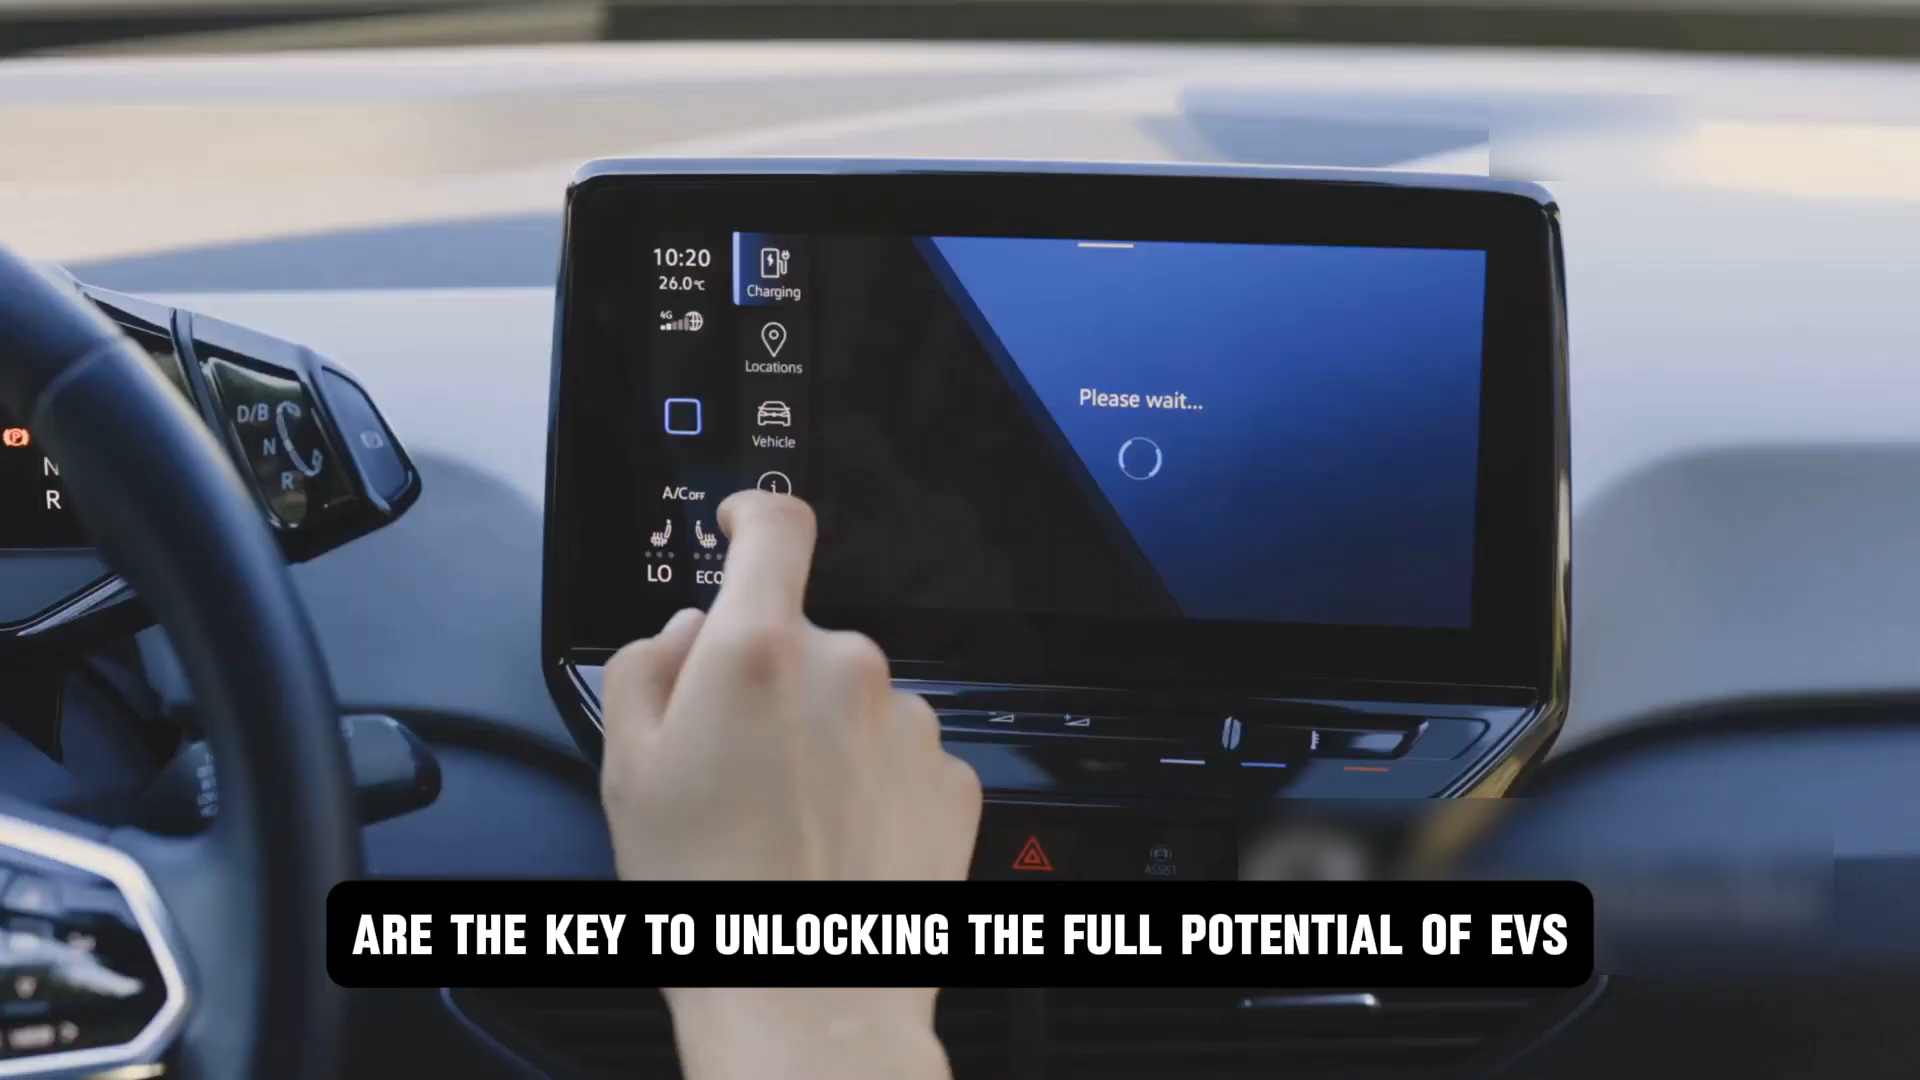 10:20
26.0°C
4G
Charging
Locations
Vehicle
Please wait...
D/B
N
R
N
R
P
A/C OFF
LO
ECO
ASSIST
ARE THE KEY TO UNLOCKING THE FULL POTENTIAL OF EVS